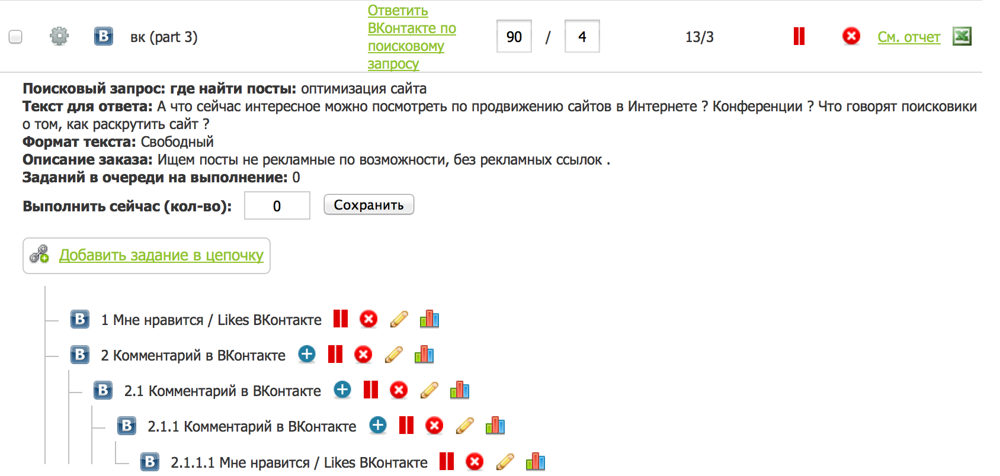 В вк (part 3) Ответить ВКонтакте по поисковому запросу 90 / 4 13/3 См. отчет
Поисковый запрос: где найти посты: оптимизация сайта
Текст для ответа: А что сейчас интересное можно посмотреть по продвижению сайтов в Интернете ? Конференции ? Что говорят поисковики
о том, как раскрутить сайт ?
Формат текста: Свободный
Описание заказа: Ищем посты не рекламные по возможности, без рекламных ссылок .
Заданий в очереди на выполнение: 0
Выполнить сейчас (кол-во): 0 Сохранить
Добавить задание в цепочку
В 1 Мне нравится / Likes ВКонтакте
В 2 Комментарий в ВКонтакте
В 2.1 Комментарий в ВКонтакте
В 2.1.1 Комментарий в ВКонтакте
В 2.1.1.1 Мне нравится / Likes ВКонтакте